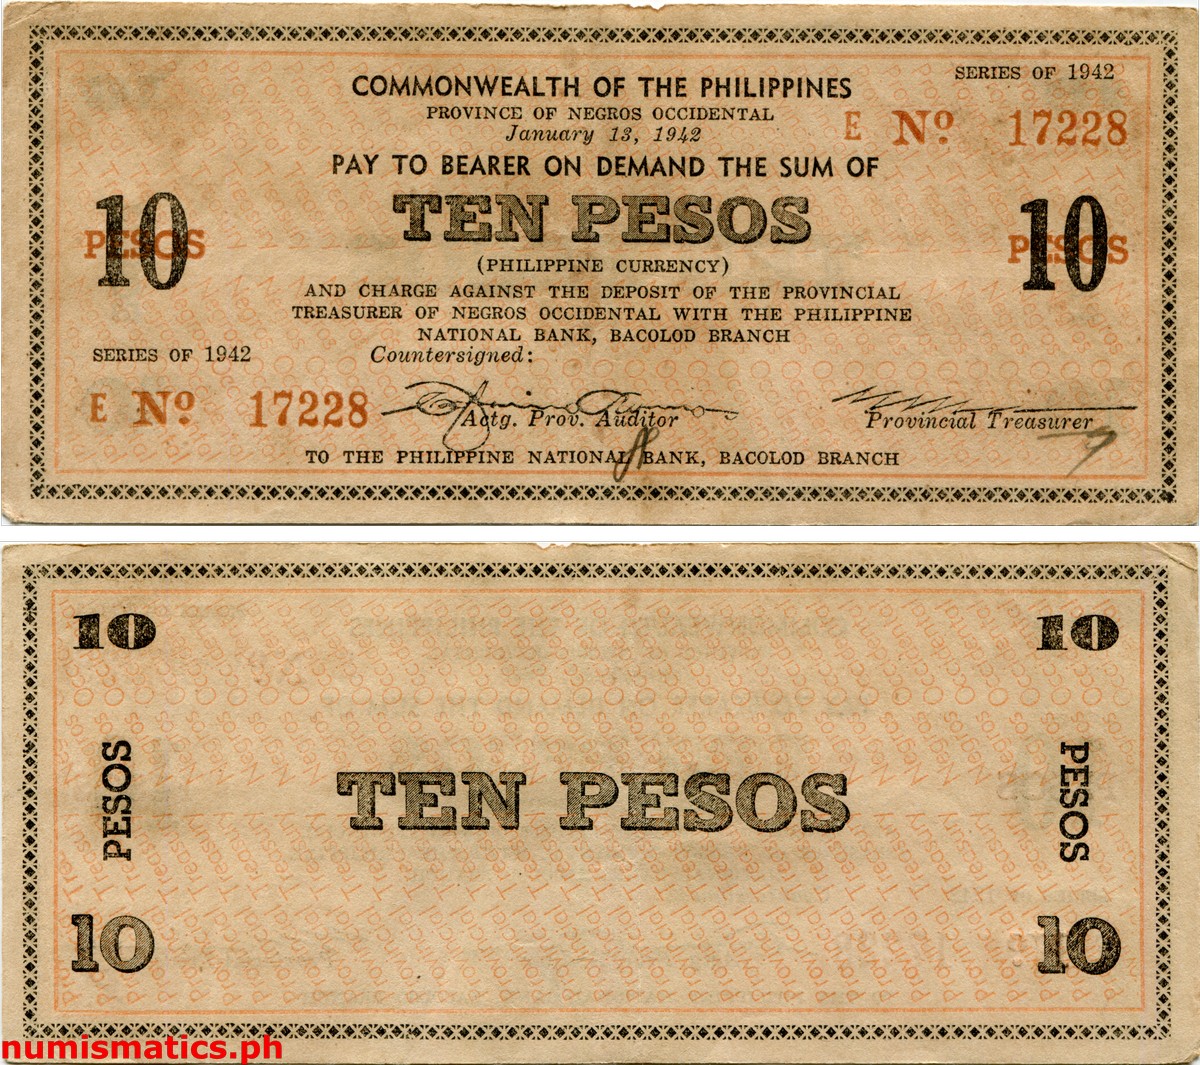 SERIES OF 1942
COMMONWEALTH OF THE PHILIPPINES
PROVINCE OF NEGROS OCCIDENTAL
January 13, 1942
E No 17228
PAY TO BEARER ON DEMAND THE SUM OF
10 PESOS
TEN PESOS
10 PESOS
(PHILIPPINE CURRENCY)
AND CHARGE AGAINST THE DEPOSIT OF THE PROVINCIAL
TREASURER OF NEGROS OCCIDENTAL WITH THE PHILIPPINE
NATIONAL BANK, BACOLOD BRANCH
SERIES OF 1942
Countersigned:
E No 17228
Actg. Prov. Auditor
Provincial Treasurer
TO THE PHILIPPINE NATIONAL BANK, BACOLOD BRANCH
10
10
PESOS
TEN PESOS
PESOS
10
10
Provincial Treasury Negros Occidental
numismatics.ph